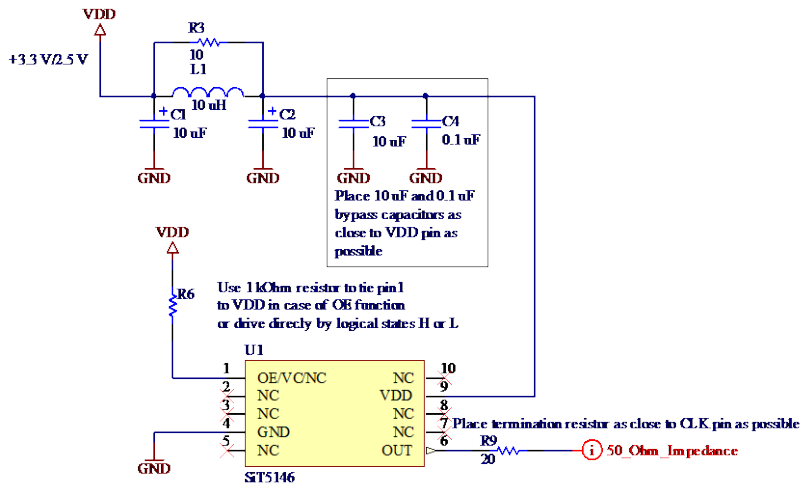 VDD
R3
+3.3 V/2.5 V
10
L1
10 uH
C1
C2
C3
C4
10 uF
10 uF
10 uF
0.1 uF
GND
GND
GND
GND
Place 10 uF and 0.1 uF
bypass capacitors as
close to VDD pin as
possible
VDD
R6
Use 1 kOhm resistor to tie pin1
to VDD in case of OE function
or drive direcly by logical states H or L
U1
1
OE/VC/NC
NC
10
2
NC
VDD
9
3
NC
NC
8
4
GND
NC
7
Place termination resistor as close to CLK pin as possible
5
NC
OUT
6
R9
20
i
50_Ohm_Impedance
GND
SiT5146